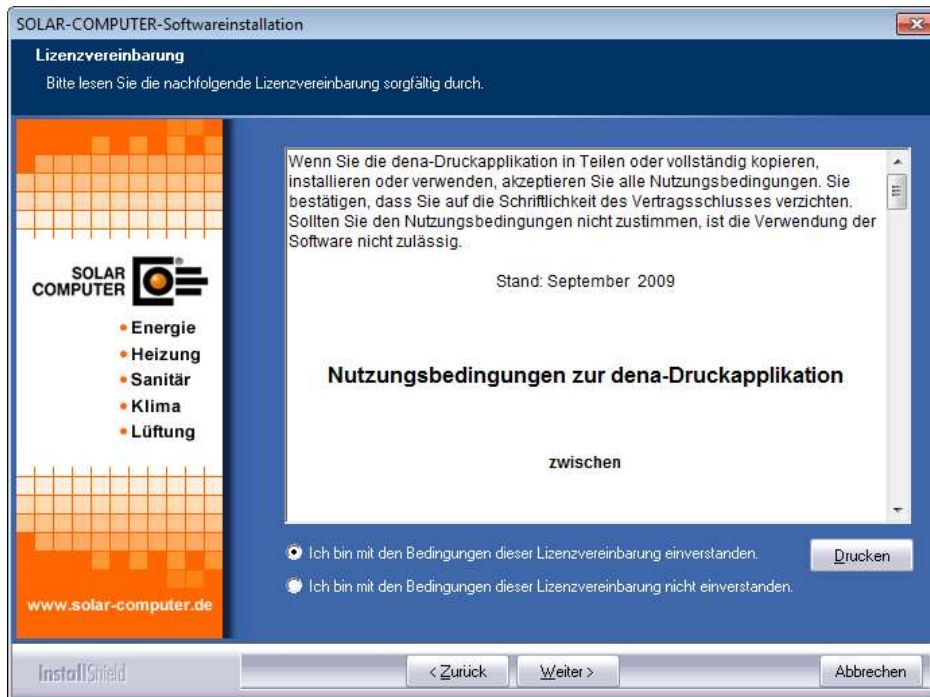 SOLAR-COMPUTER-Softwareinstallation
Lizenzvereinbarung
Bitte lesen Sie die nachfolgende Lizenzvereinbarung sorgfältig durch.
SOLAR
COMPUTER
®
• Energie
• Heizung
• Sanitär
• Klima
• Lüftung
www.solar-computer.de
Wenn Sie die dena-Druckapplikation in Teilen oder vollständig kopieren,
installieren oder verwenden, akzeptieren Sie alle Nutzungsbedingungen. Sie
bestätigen, dass Sie auf die Schriftlichkeit des Vertragsschlusses verzichten.
Sollten Sie den Nutzungsbedingungen nicht zustimmen, ist die Verwendung der
Software nicht zulässig.
Stand: September 2009
Nutzungsbedingungen zur dena-Druckapplikation
zwischen
Ich bin mit den Bedingungen dieser Lizenzvereinbarung einverstanden.
Drucken
Ich bin mit den Bedingungen dieser Lizenzvereinbarung nicht einverstanden.
InstallShield
< Zurück
Weiter >
Abbrechen